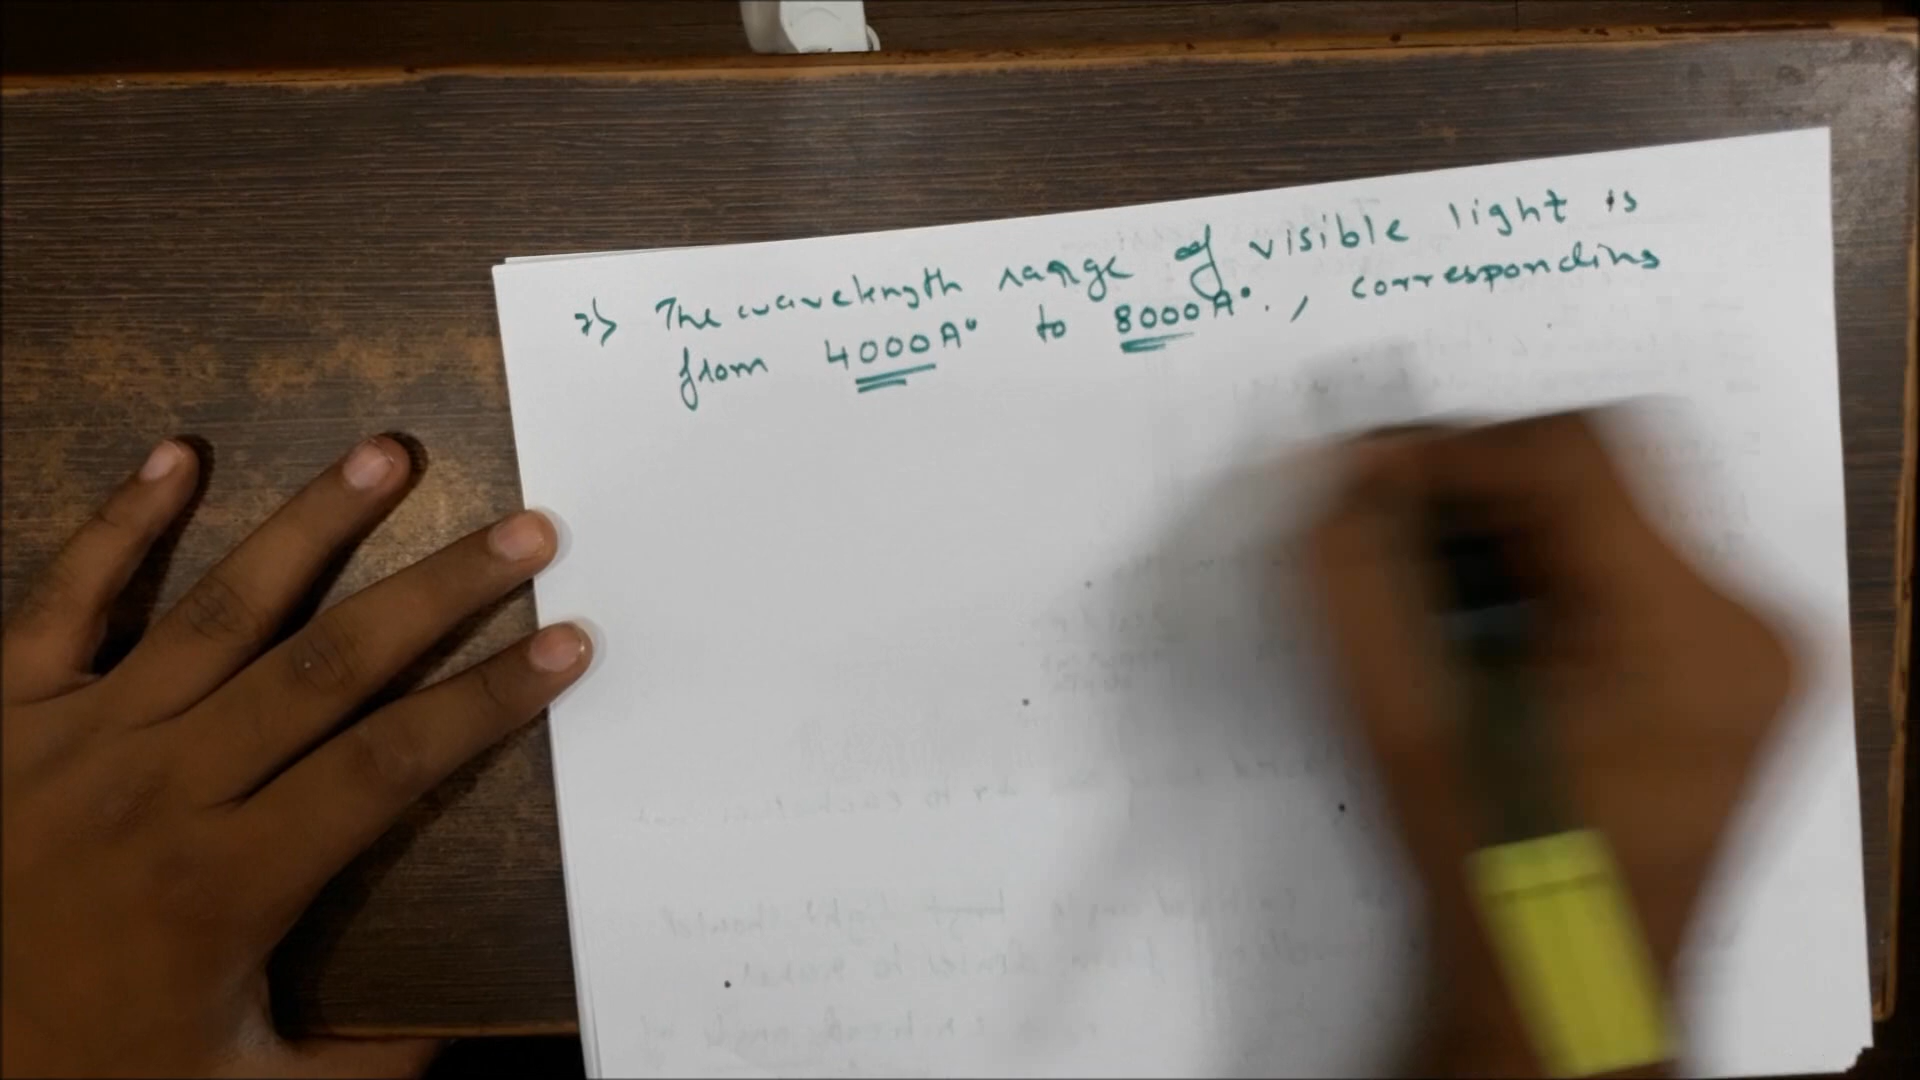 7) The wavelength range of visible light is
from 4000A° to 8000A°., corresponding